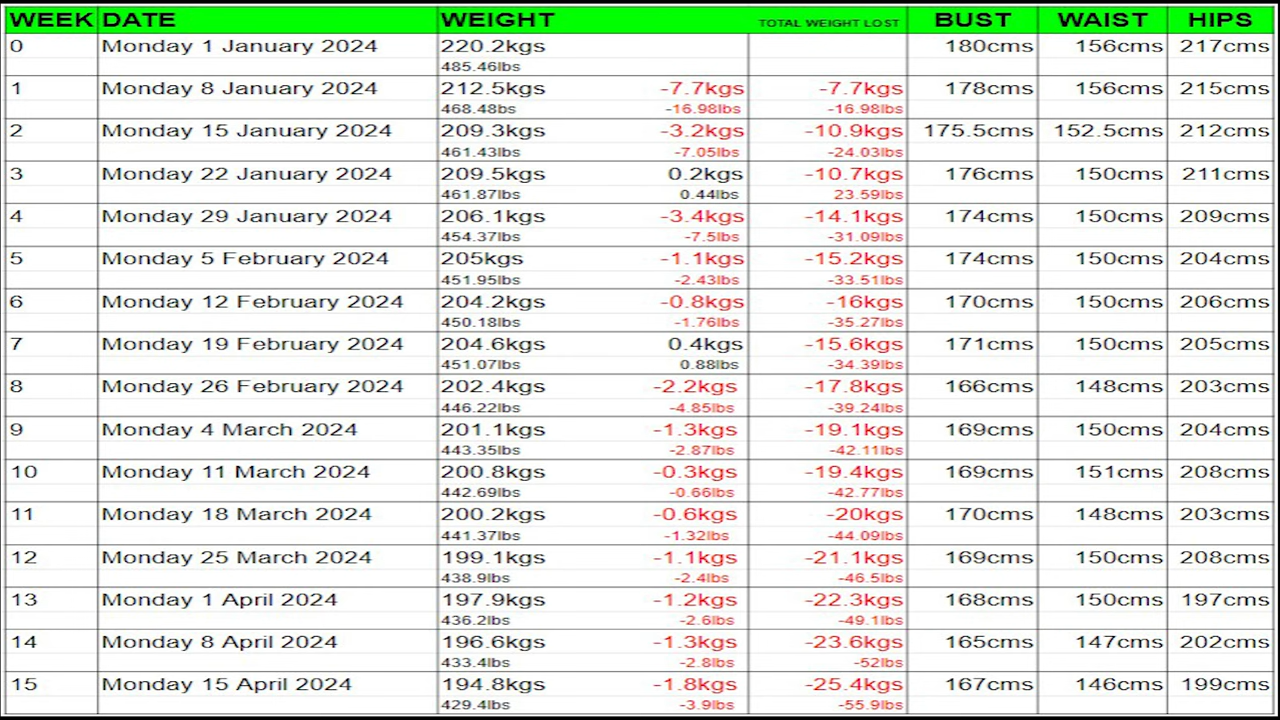 WEEK DATE WEIGHT TOTAL WEIGHT LOST BUST WAIST HIPS
0 Monday 1 January 2024 220.2kgs 180cms 156cms 217cms
485.46lbs
1 Monday 8 January 2024 212.5kgs -7.7kgs -7.7kgs 178cms 156cms 215cms
468.48bs -16.98lbs -16.98lbs
2 Monday 15 January 2024 209.3kgs -3.2kgs -10.9kgs 175.5cms 152.5cms 212cms
461.43lbs -7.05lbs -24.03lbs
3 Monday 22 January 2024 209.5kgs 0.2kgs -10.7kgs 176cms 150cms 211cms
461.87lbs 0.44lbs 23.59lbs
4 Monday 29 January 2024 206.1kgs -3.4kgs -14.1kgs 174cms 150cms 209cms
454.37lbs -7.5lbs -31.09lbs
5 Monday 5 February 2024 205kgs -1.1kgs -15.2kgs 174cms 150cms 204cms
451.95lbs -2.43lbs -33.51lbs
6 Monday 12 February 2024 204.2kgs -0.8kgs -16kgs 170cms 150cms 206cms
450.18lbs -1.76lbs -35.27lbs
7 Monday 19 February 2024 204.6kgs 0.4kgs -15.6kgs 171cms 150cms 205cms
451.07lbs 0.88lbs -34.39lbs
8 Monday 26 February 2024 202.4kgs -2.2kgs -17.8kgs 166cms 148cms 203cms
446.22lbs -4.85lbs -39.24lbs
9 Monday 4 March 2024 201.1kgs -1.3kgs -19.1kgs 169cms 150cms 204cms
443.35lbs -2.87lbs -42.11lbs
10 Monday 11 March 2024 200.8kgs -0.3kgs -19.4kgs 169cms 151cms 208cms
442.69lbs -0.66lbs -42.77lbs
11 Monday 18 March 2024 200.2kgs -0.6kgs -20kgs 170cms 148cms 203cms
441.37lbs -1.32lbs -44.09lbs
12 Monday 25 March 2024 199.1kgs -1.1kgs -21.1kgs 169cms 150cms 208cms
438.9lbs -2.4lbs -46.5lbs
13 Monday 1 April 2024 197.9kgs -1.2kgs -22.3kgs 168cms 150cms 197cms
436.2lbs -2.6lbs -49.1lbs
14 Monday 8 April 2024 196.6kgs -1.3kgs -23.6kgs 165cms 147cms 202cms
433.4lbs -2.8lbs -52lbs
15 Monday 15 April 2024 194.8kgs -1.8kgs -25.4kgs 167cms 146cms 199cms
429.4lbs -3.9lbs -55.9lbs